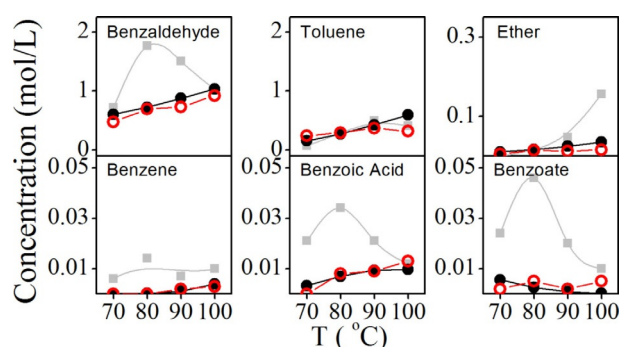 Concentration (mol/L)
Benzaldehyde
Toluene
Ether
2
1
0
2
1
0
0.3
0.1
Benzene
Benzoic Acid
Benzoate
0.05
0.03
0.01
0.05
0.03
0.01
0.05
0.03
0.01
70 80 90 100
70 80 90 100
70 80 90 100
T ( °C)